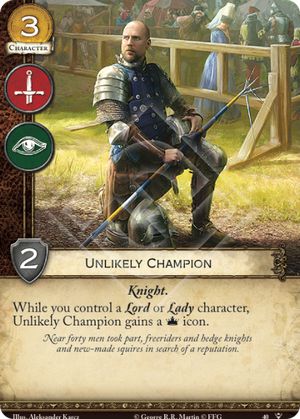 3
CHARACTER
2
UNLIKELY CHAMPION
Knight.
While you control a Lord or Lady character,
Unlikely Champion gains a icon.
Near forty men took part, freeriders and hedge knights
and new-made squires in search of a reputation.
Illus. Aleksander Karcz
© George R.R. Martin © FFG
40